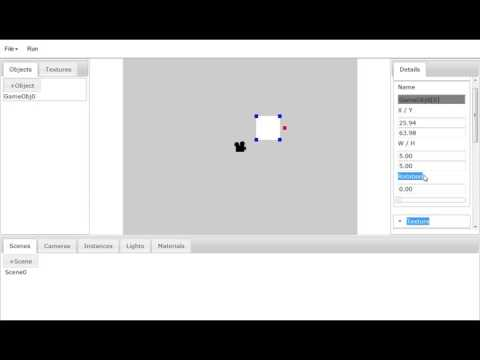 File Run
Objects Textures
+Object
GameObj0
Details
Name
GameObj[0]
X / Y
25.94
63.98
W / H
5.00
5.00
Rotation
0.00
Texture
Scenes Cameras Instances Lights Materials
+Scene
Scene0